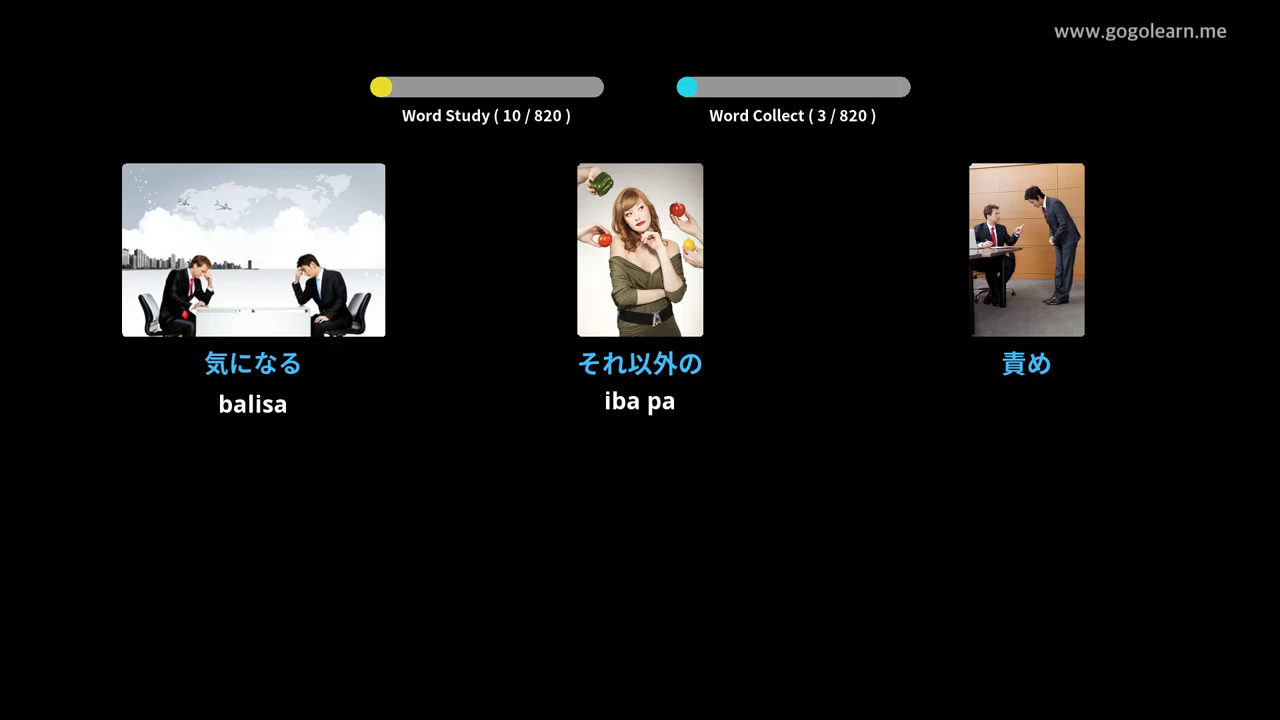 www.gogolearn.me
Word Study ( 10 / 820 )
Word Collect ( 3 / 820 )
気になる
それ以外の
責め
balisa
iba pa